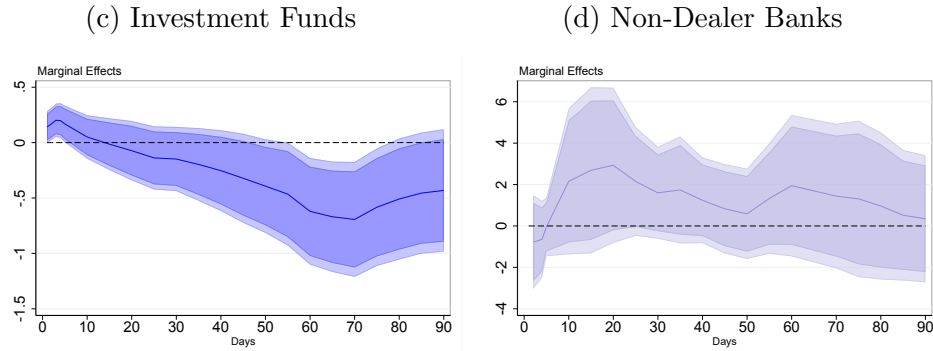 (c) Investment Funds
Marginal Effects
.5
0
-.5
-1
-1.5
0 10 20 30 40 50 60 70 80 90
Days
(d) Non-Dealer Banks
Marginal Effects
6
4
2
0
-2
-4
0 10 20 30 40 50 60 70 80 90
Days